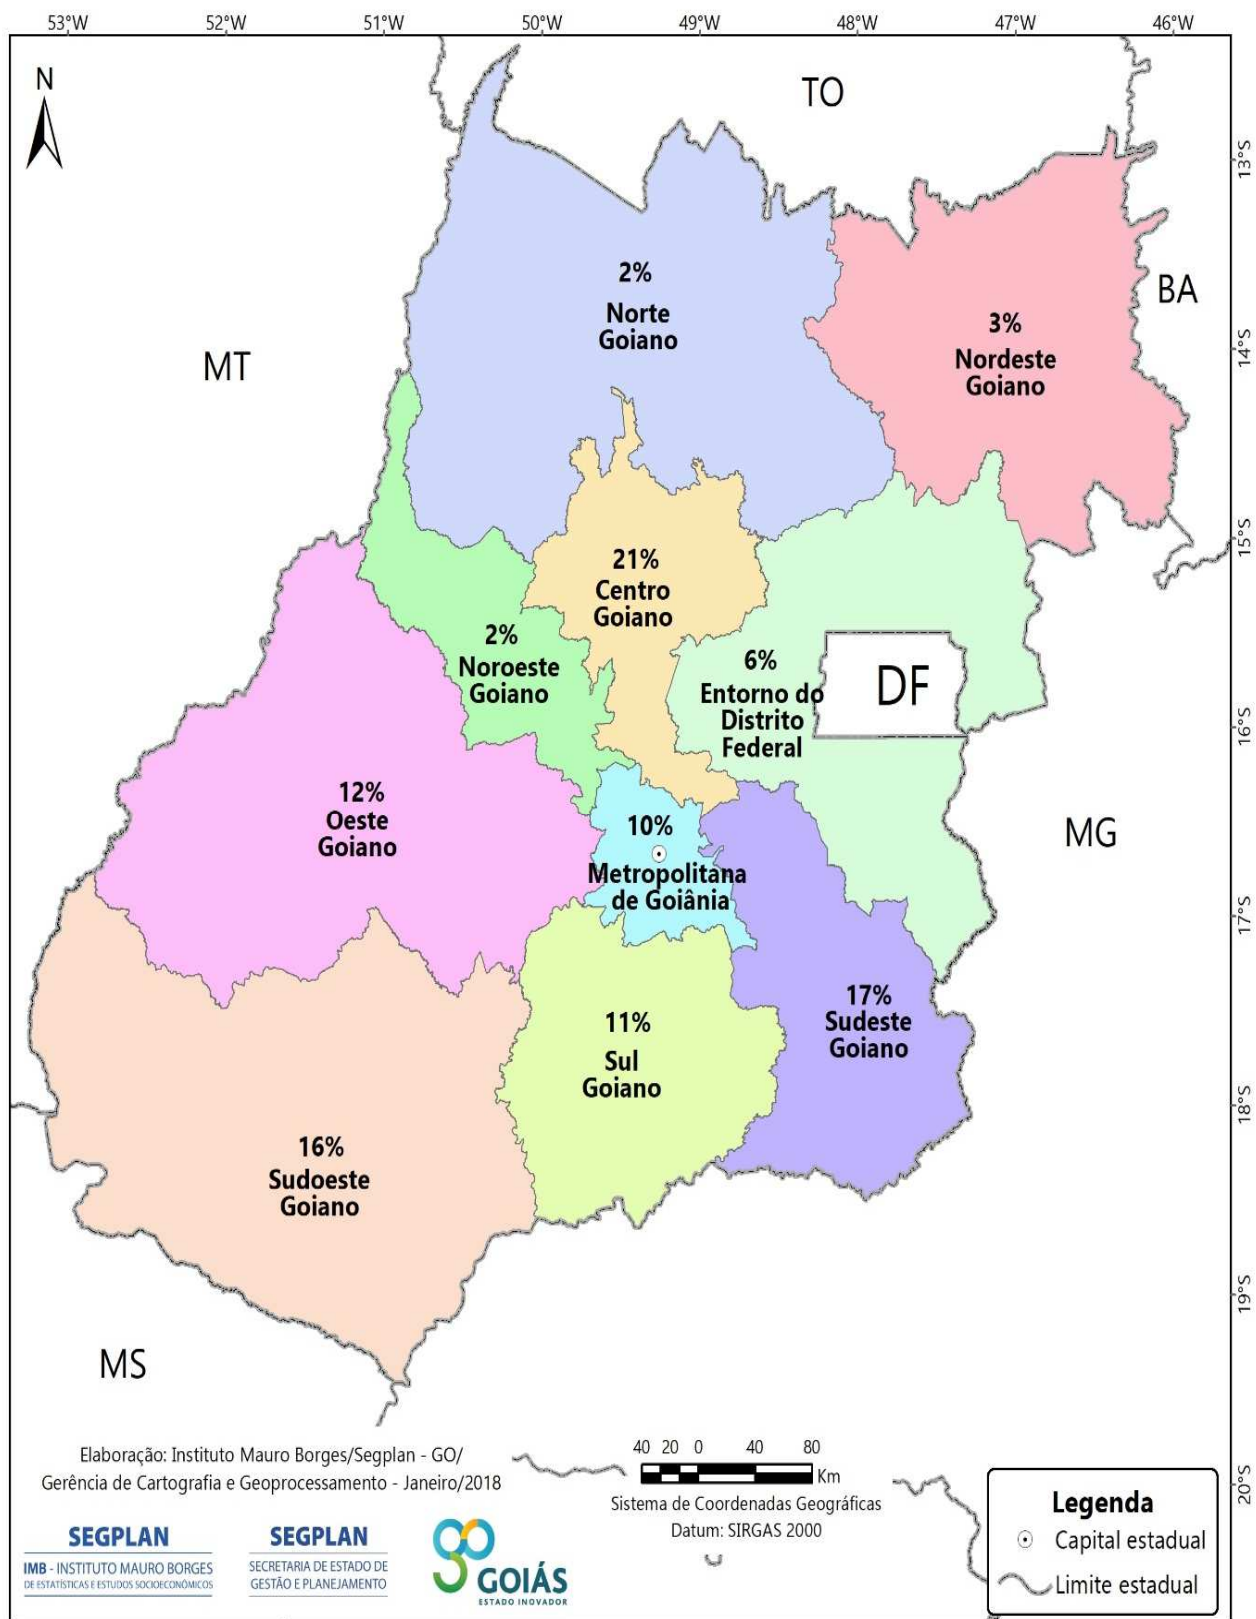 53°W 52°W 51°W 50°W 49°W 48°W 47°W 46°W
N
TO
13°S
BA
2%
Norte
Goiano
3%
Nordeste
Goiano
MT
14°S
15°S
21%
Centro
Goiano
2%
Noroeste
Goiano
6%
Entorno do
Distrito
Federal
DF
16°S
12%
Oeste
Goiano
10%
Metropolitana
de Goiânia
MG
17°S
17%
Sudeste
Goiano
11%
Sul
Goiano
18°S
16%
Sudoeste
Goiano
19°S
MS
Elaboração: Instituto Mauro Borges/Segplan - GO/
Gerência de Cartografia e Geoprocessamento - Janeiro/2018
40 20 0 40 80
Km
Sistema de Coordenadas Geográficas
Datum: SIRGAS 2000
20°S
Legenda
Capital estadual
Limite estadual
SEGPLAN
IMB - INSTITUTO MAURO BORGES
DE ESTATÍSTICAS E ESTUDOS SOCIOECONÔMICOS
SEGPLAN
SECRETARIA DE ESTADO DE
GESTÃO E PLANEJAMENTO
GOIÁS
ESTADO INOVADOR